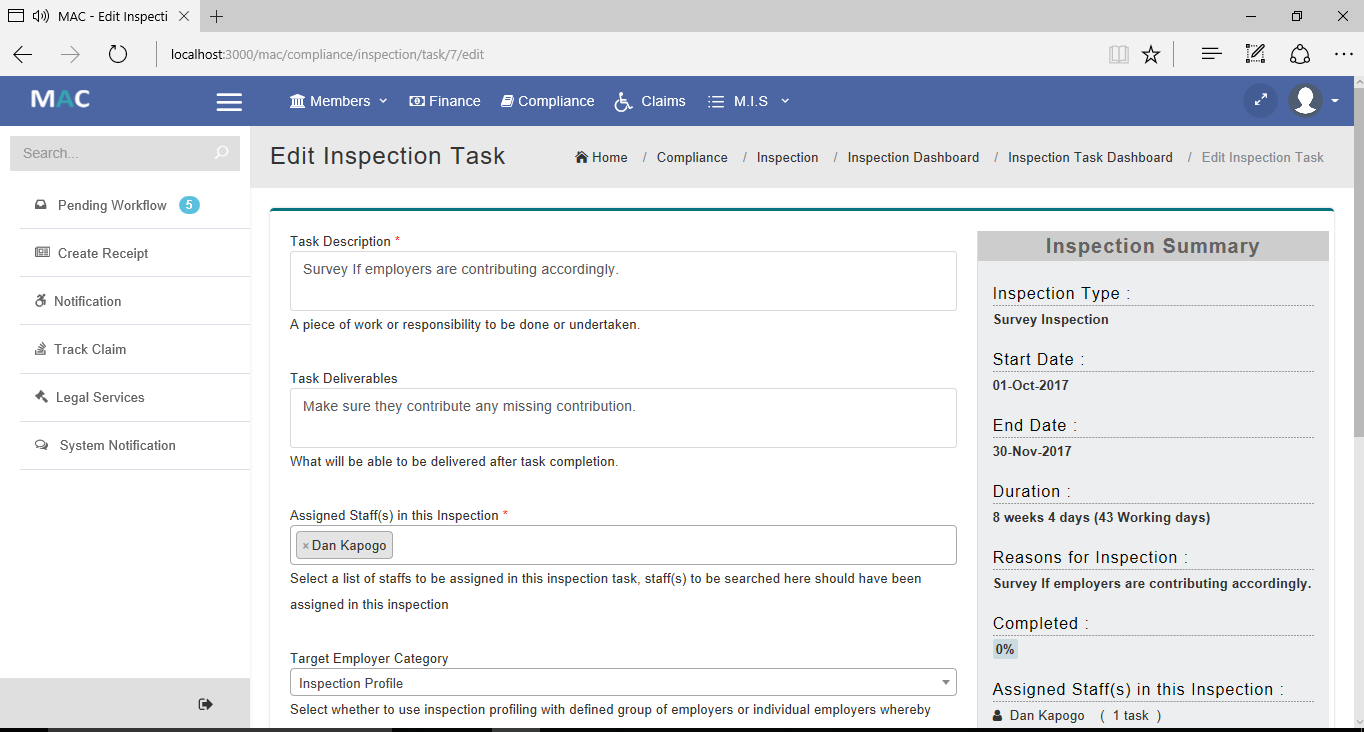 MAC - Edit Inspecti
localhost:3000/mac/compliance/inspection/task/7/edit
MAC
Members
Finance
Compliance
Claims
M.I.S
Search...
Pending Workflow 5
Create Receipt
Notification
Track Claim
Legal Services
System Notification
Edit Inspection Task
Home / Compliance / Inspection / Inspection Dashboard / Inspection Task Dashboard / Edit Inspection Task
Task Description *
Survey If employers are contributing accordingly.
A piece of work or responsibility to be done or undertaken.
Task Deliverables
Make sure they contribute any missing contribution.
What will be able to be delivered after task completion.
Assigned Staff(s) in this Inspection *
× Dan Kapogo
Select a list of staffs to be assigned in this inspection task, staff(s) to be searched here should have been
assigned in this inspection
Target Employer Category
Inspection Profile
Select whether to use inspection profiling with defined group of employers or individual employers whereby
Inspection Summary
Inspection Type :
Survey Inspection
Start Date :
01-Oct-2017
End Date :
30-Nov-2017
Duration :
8 weeks 4 days (43 Working days)
Reasons for Inspection :
Survey If employers are contributing accordingly.
Completed :
0%
Assigned Staff(s) in this Inspection :
Dan Kapogo ( 1 task )